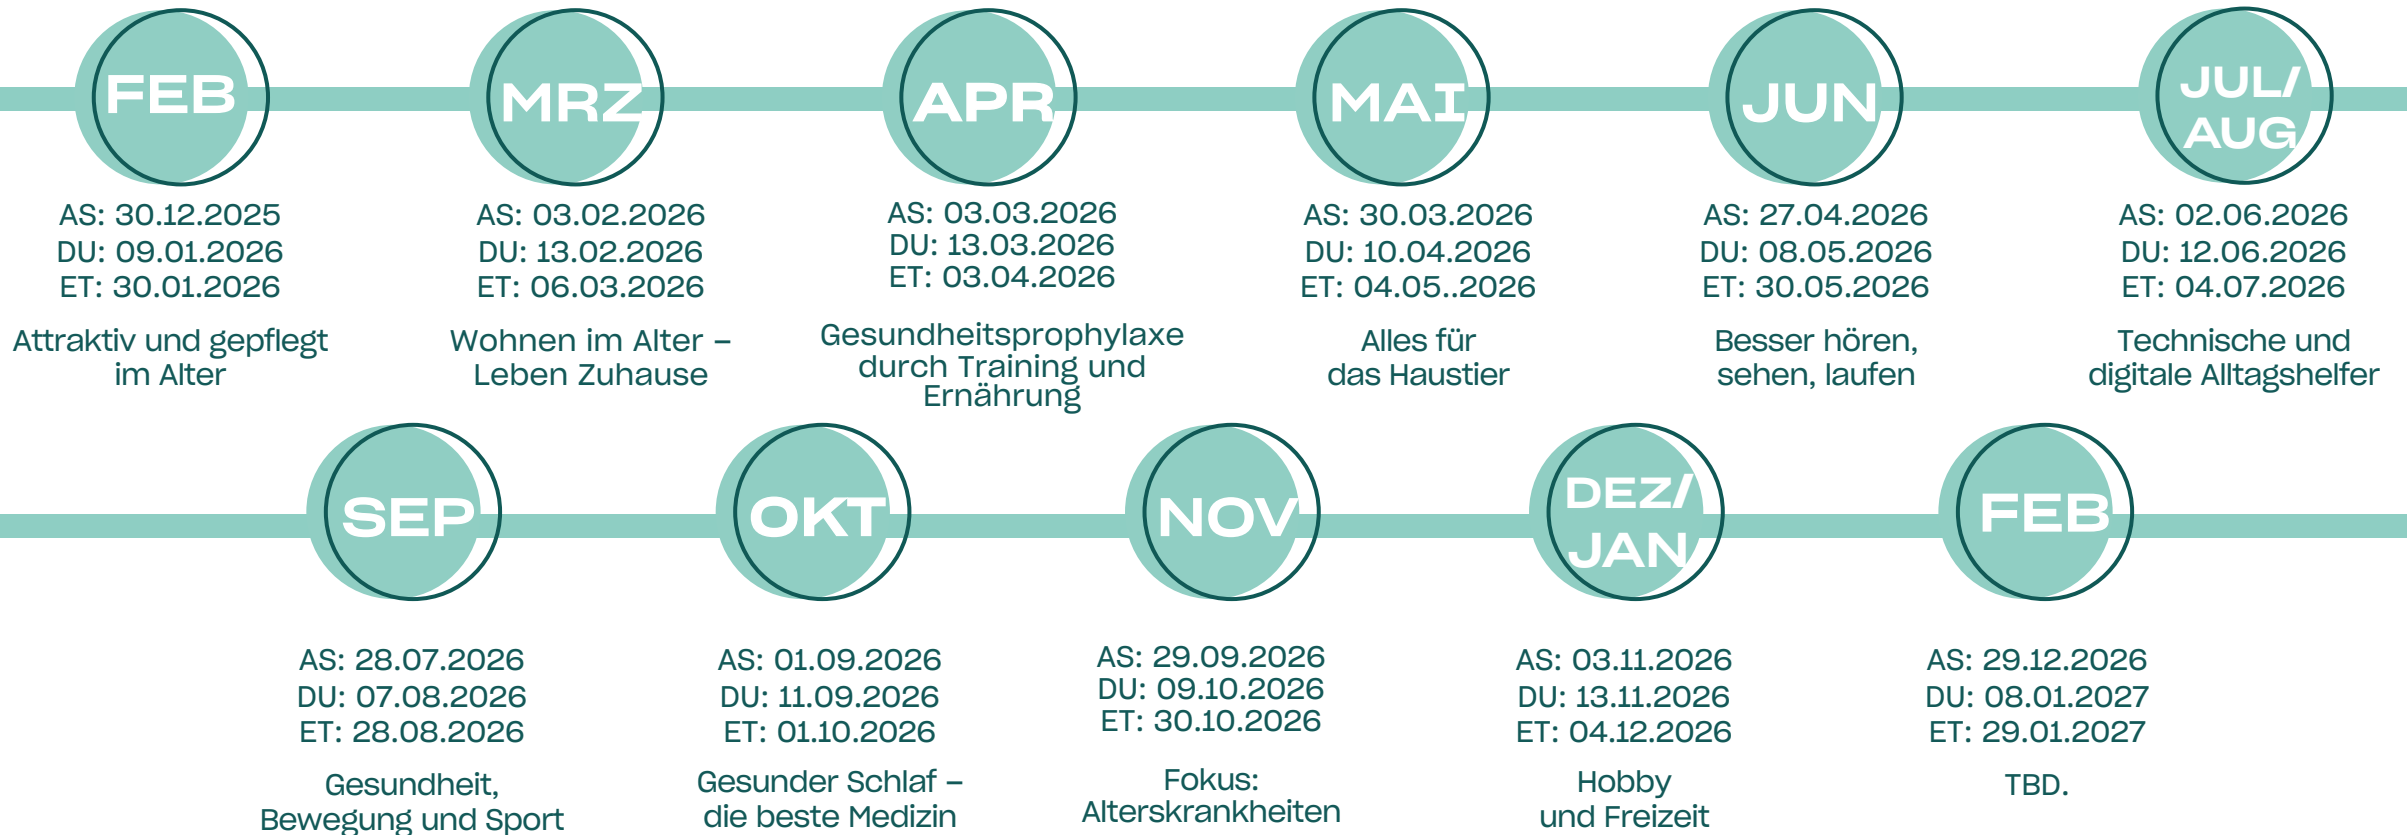 FEB
AS: 30.12.2025
DU: 09.01.2026
ET: 30.01.2026
Attraktiv und gepflegt
im Alter
MRZ
AS: 03.02.2026
DU: 13.02.2026
ET: 06.03.2026
Wohnen im Alter –
Leben Zuhause
APR
AS: 03.03.2026
DU: 13.03.2026
ET: 03.04.2026
Gesundheitsprophylaxe
durch Training und
Ernährung
MAI
AS: 30.03.2026
DU: 10.04.2026
ET: 04.05..2026
Alles für
das Haustier
JUN
AS: 27.04.2026
DU: 08.05.2026
ET: 30.05.2026
Besser hören,
sehen, laufen
JUL/
AUG
AS: 02.06.2026
DU: 12.06.2026
ET: 04.07.2026
Technische und
digitale Alltagshelfer
SEP
AS: 28.07.2026
DU: 07.08.2026
ET: 28.08.2026
Gesundheit,
Bewegung und Sport
OKT
AS: 01.09.2026
DU: 11.09.2026
ET: 01.10.2026
Gesunder Schlaf –
die beste Medizin
NOV
AS: 29.09.2026
DU: 09.10.2026
ET: 30.10.2026
Fokus:
Alterskrankheiten
DEZ/
JAN
AS: 03.11.2026
DU: 13.11.2026
ET: 04.12.2026
Hobby
und Freizeit
FEB
AS: 29.12.2026
DU: 08.01.2027
ET: 29.01.2027
TBD.